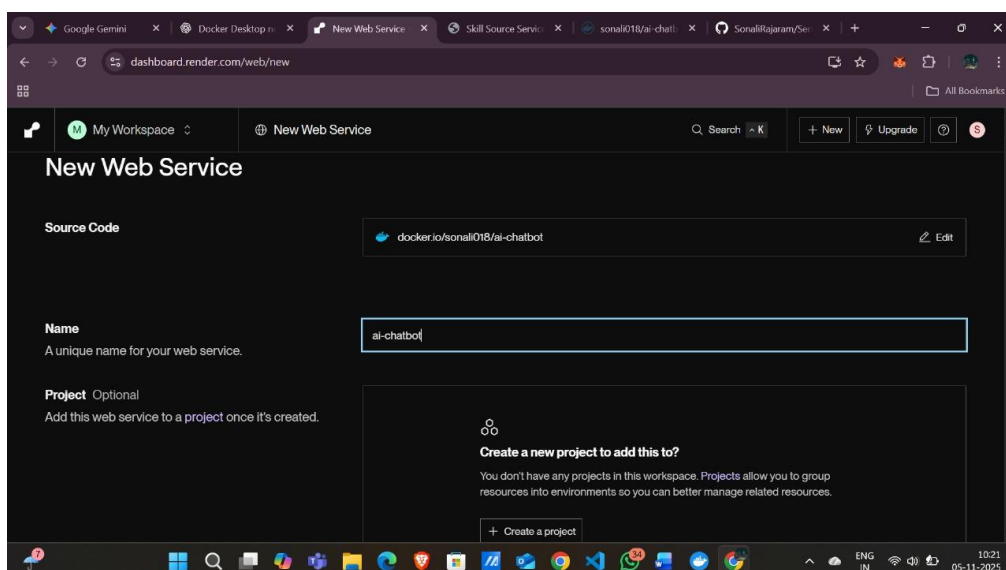 Google Gemini
Docker Desktop n
New Web Service
Skill Source Servic
sonali018/ai-chatb
SonaliRajaram/Ser
dashboard.render.com/web/new
All Bookmarks
M My Workspace
New Web Service
Search ^ K
+ New
Upgrade
S
New Web Service
Source Code
docker.io/sonali018/ai-chatbot
Edit
Name
A unique name for your web service.
ai-chatbot
Project Optional
Add this web service to a project once it's created.
Create a new project to add this to?
You don't have any projects in this workspace. Projects allow you to group
resources into environments so you can better manage related resources.
+ Create a project
7
34
ENG
IN
10:21
05-11-2025